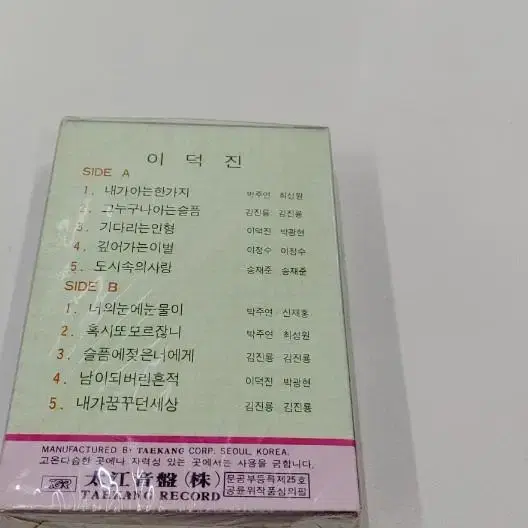 이 덕 진
SIDE A
1. 내가아는한가지 박주연 최성원
2. 그누구나아는슬픔 김진룡 김진룡
3. 기다리는인형 이덕진 박광현
4. 깊어가는이별 이정수 이정수
5. 도시속의사랑 송재준 송재준
SIDE B
1. 너의눈에눈물이 박주연 신재홍
2. 혹시또모르잖니 박주연 최성원
3. 슬픔에젖은너에게 김진룡 김진룡
4. 남이되버린흔적 이덕진 박광현
5. 내가꿈꾸던세상 김진룡 김진룡
MANUFACTURED BY TAEKANG CORP. SEOUL, KOREA.
고온다습한 곳에나 자력성 있는 곳에서는 사용을 금합니다.
太江音盤(株) 문공부등록제25호
TAEKANG RECORD 공윤위작품심의필